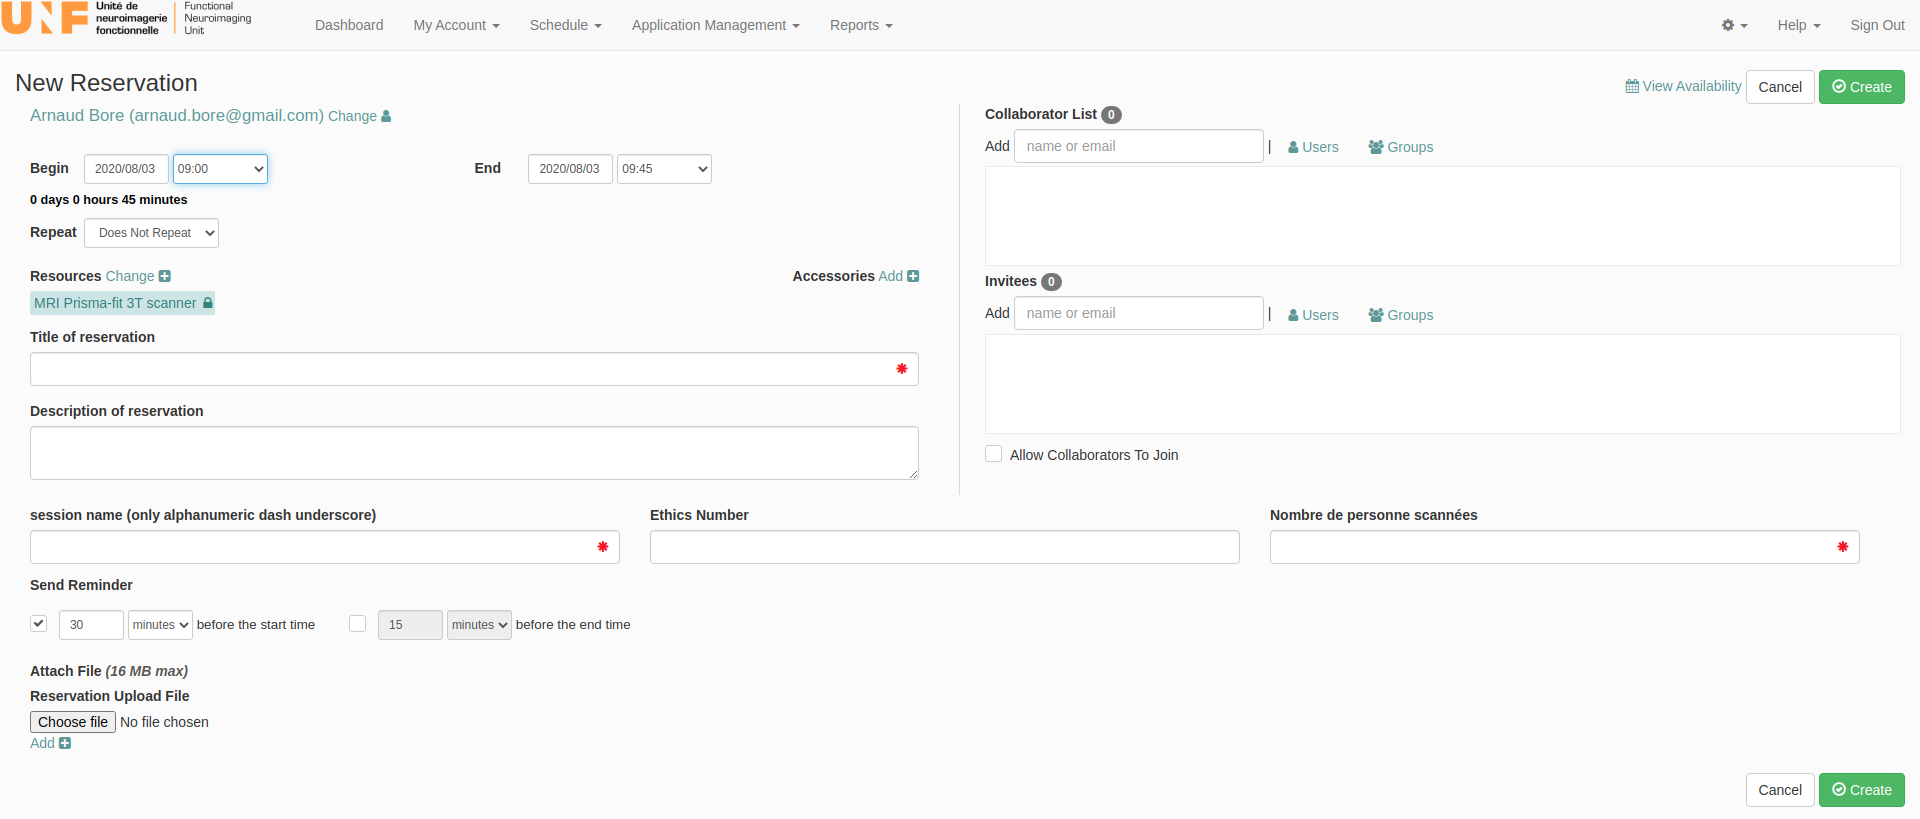 UNF Unité de neuroimagerie fonctionnelle
Functional Neuroimaging Unit
Dashboard My Account Schedule Application Management Reports Help Sign Out
New Reservation
View Availability Cancel Create
Arnaud Bore (arnaud.bore@gmail.com) Change
Begin 2020/08/03 09:00 End 2020/08/03 09:45
0 days 0 hours 45 minutes
Repeat Does Not Repeat
Resources Change
Accessories Add
MRI Prisma-fit 3T scanner
Title of reservation
Description of reservation
Collaborator List 0
Add name or email | Users Groups
Invitees 0
Add name or email | Users Groups
Allow Collaborators To Join
session name (only alphanumeric dash underscore)
Ethics Number
Nombre de personne scannées
Send Reminder
30 minutes before the start time 15 minutes before the end time
Attach File (16 MB max)
Reservation Upload File
Choose file No file chosen
Add
Cancel Create